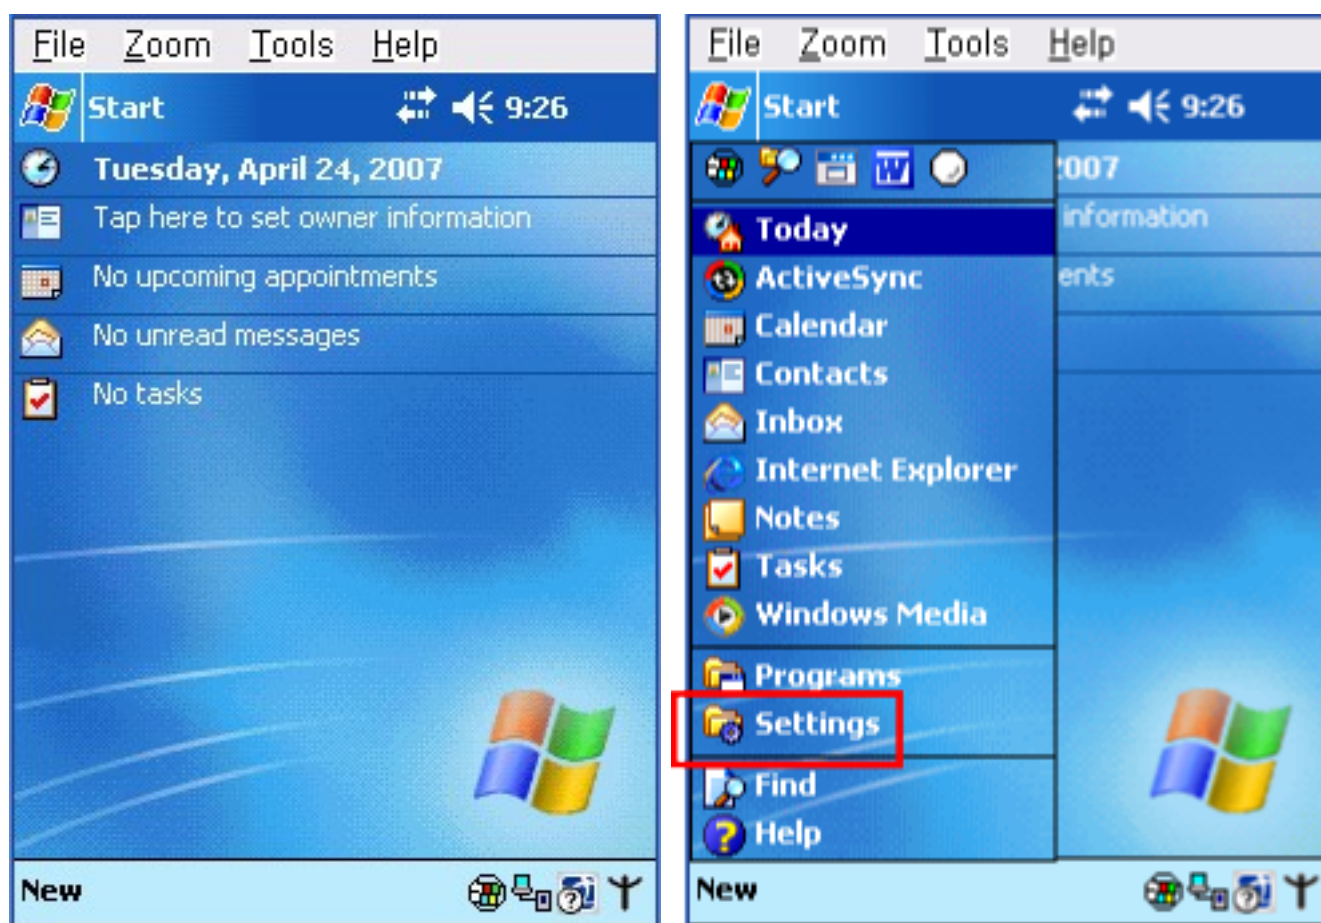 File Zoom Tools Help
Start 9:26
Tuesday, April 24, 2007
Tap here to set owner information
No upcoming appointments
No unread messages
No tasks
New
File Zoom Tools Help
Start 9:26
2007
information
ents
Today
ActiveSync
Calendar
Contacts
Inbox
Internet Explorer
Notes
Tasks
Windows Media
Programs
Settings
Find
Help
New